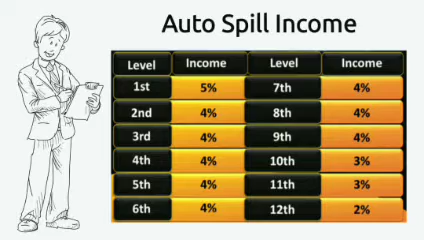 Auto Spill Income
Level Income Level Income
1st 5% 7th 4%
2nd 4% 8th 4%
3rd 4% 9th 4%
4th 4% 10th 3%
5th 4% 11th 3%
6th 4% 12th 2%